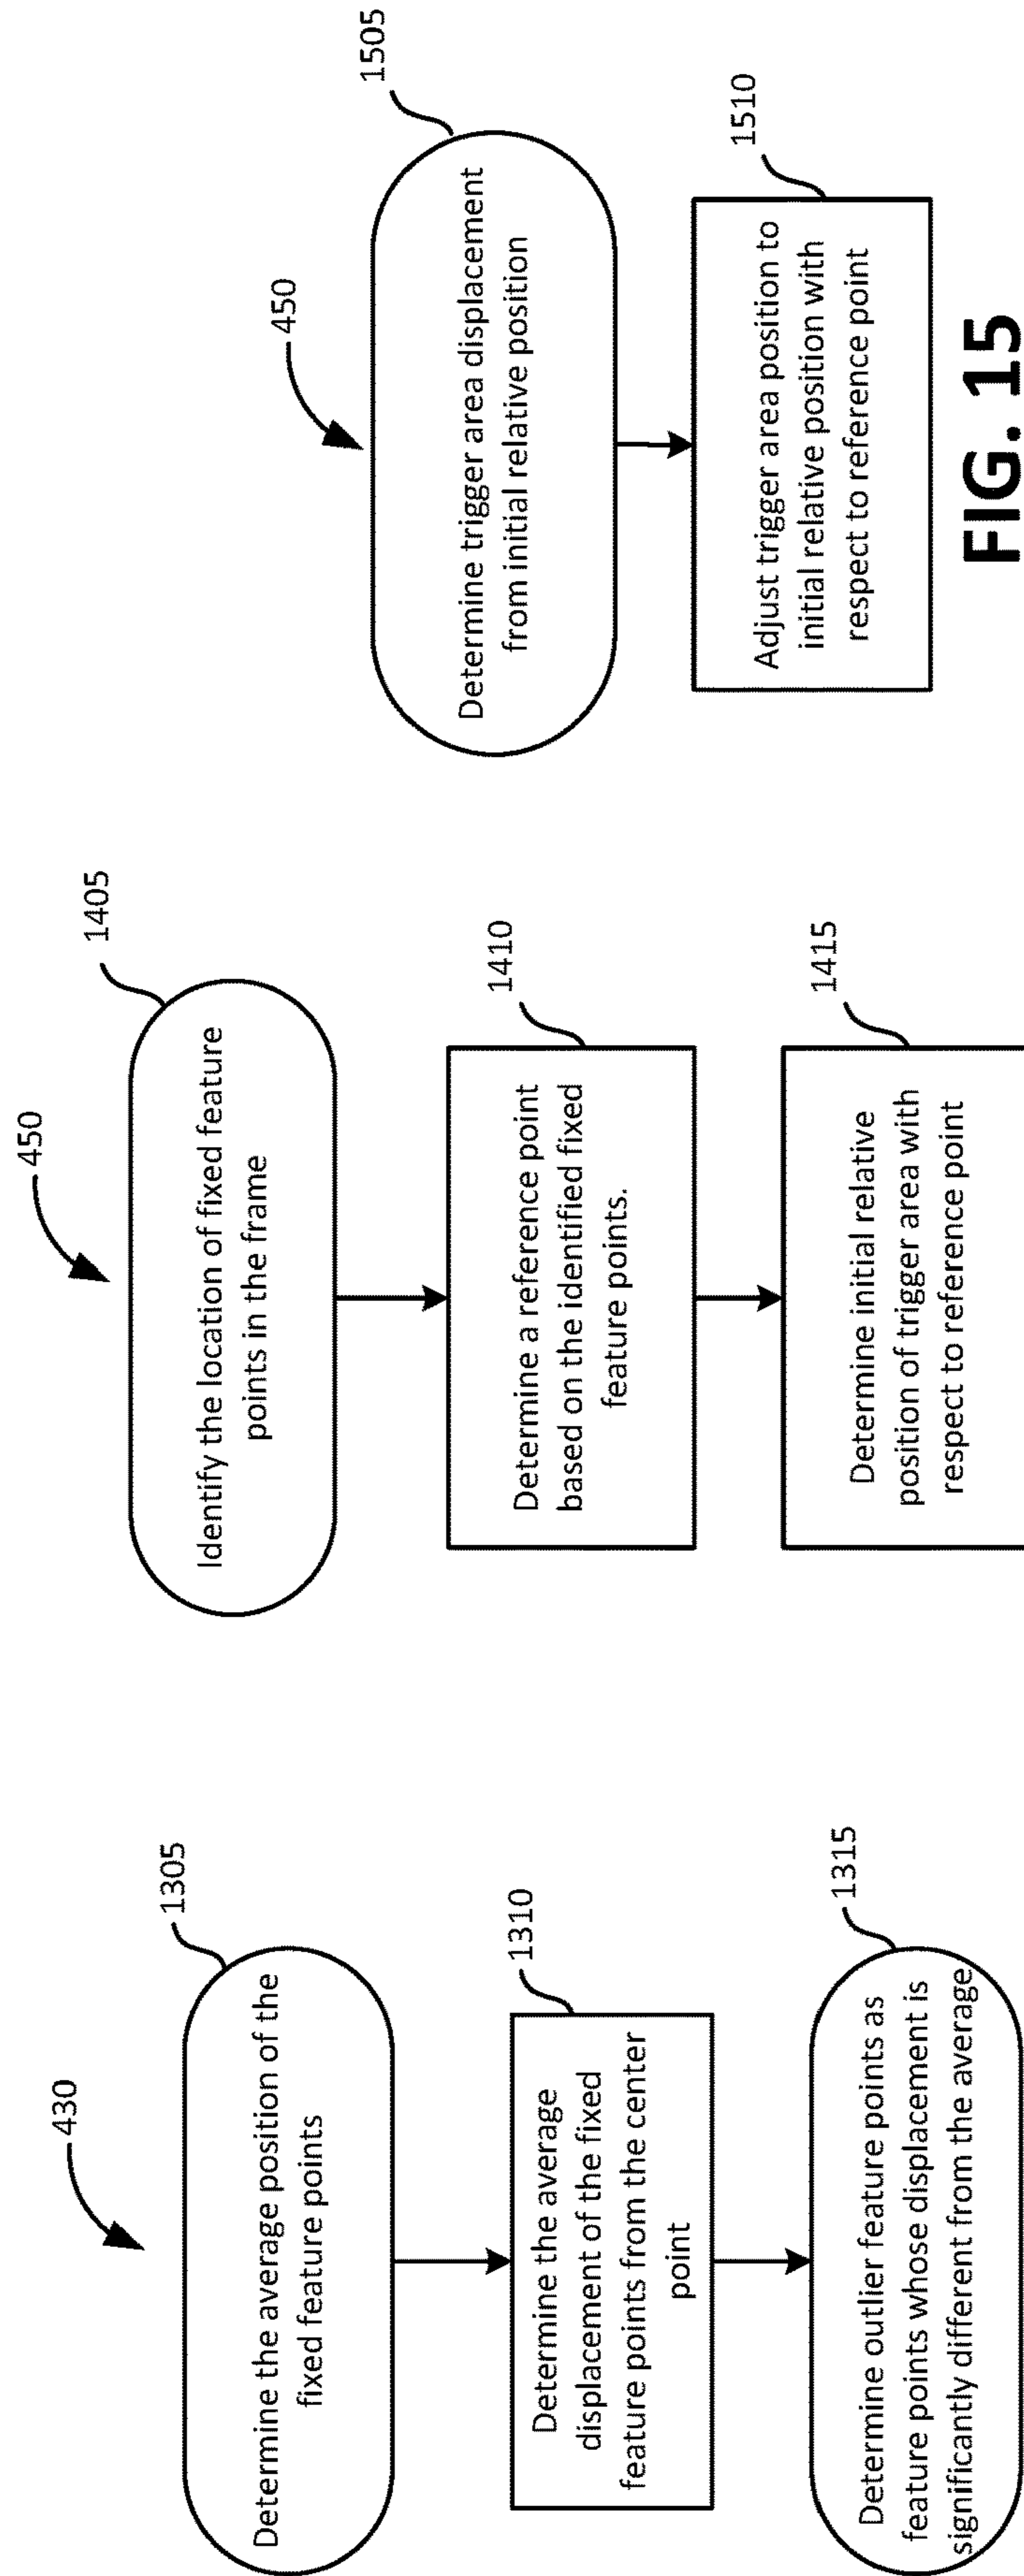 430
1305
Determine the average position of the
fixed feature points
1310
Determine the average
displacement of the fixed
feature points from the center
point
1315
Determine outlier feature points as
feature points whose displacement is
significantly different from the average
450
1405
Identify the location of fixed feature
points in the frame
1410
Determine a reference point
based on the identified fixed
feature points.
1415
Determine initial relative
position of trigger area with
respect to reference point
450
1505
Determine trigger area displacement
from initial relative position
1510
Adjust trigger area position to
initial relative position with
respect to reference point
FIG. 15